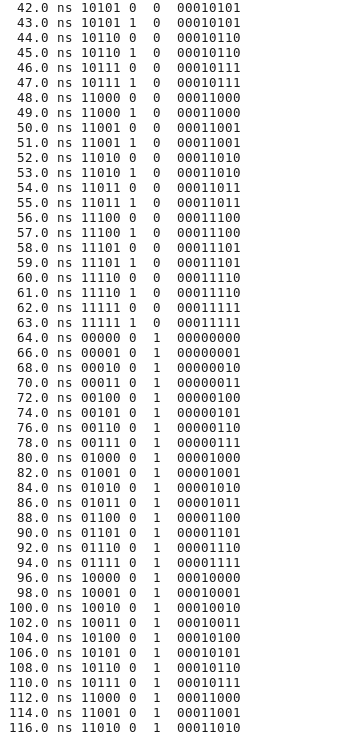 42.0 ns 10101 0  0  00010101
43.0 ns 10101 1  0  00010101
44.0 ns 10110 0  0  00010110
45.0 ns 10110 1  0  00010110
46.0 ns 10111 0  0  00010111
47.0 ns 10111 1  0  00010111
48.0 ns 11000 0  0  00011000
49.0 ns 11000 1  0  00011000
50.0 ns 11001 0  0  00011001
51.0 ns 11001 1  0  00011001
52.0 ns 11010 0  0  00011010
53.0 ns 11010 1  0  00011010
54.0 ns 11011 0  0  00011011
55.0 ns 11011 1  0  00011011
56.0 ns 11100 0  0  00011100
57.0 ns 11100 1  0  00011100
58.0 ns 11101 0  0  00011101
59.0 ns 11101 1  0  00011101
60.0 ns 11110 0  0  00011110
61.0 ns 11110 1  0  00011110
62.0 ns 11111 0  0  00011111
63.0 ns 11111 1  0  00011111
64.0 ns 00000 0  1  00000000
66.0 ns 00001 0  1  00000001
68.0 ns 00010 0  1  00000010
70.0 ns 00011 0  1  00000011
72.0 ns 00100 0  1  00000100
74.0 ns 00101 0  1  00000101
76.0 ns 00110 0  1  00000110
78.0 ns 00111 0  1  00000111
80.0 ns 01000 0  1  00001000
82.0 ns 01001 0  1  00001001
84.0 ns 01010 0  1  00001010
86.0 ns 01011 0  1  00001011
88.0 ns 01100 0  1  00001100
90.0 ns 01101 0  1  00001101
92.0 ns 01110 0  1  00001110
94.0 ns 01111 0  1  00001111
96.0 ns 10000 0  1  00010000
98.0 ns 10001 0  1  00010001
100.0 ns 10010 0  1  00010010
102.0 ns 10011 0  1  00010011
104.0 ns 10100 0  1  00010100
106.0 ns 10101 0  1  00010101
108.0 ns 10110 0  1  00010110
110.0 ns 10111 0  1  00010111
112.0 ns 11000 0  1  00011000
114.0 ns 11001 0  1  00011001
116.0 ns 11010 0  1  00011010